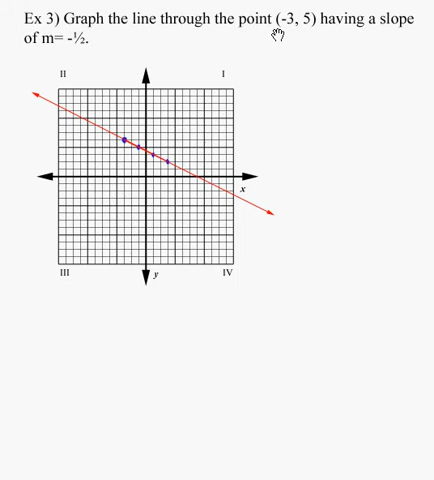 Ex 3) Graph the line through the point (-3, 5) having a slope
of m= -½.
II I
x
III y IV